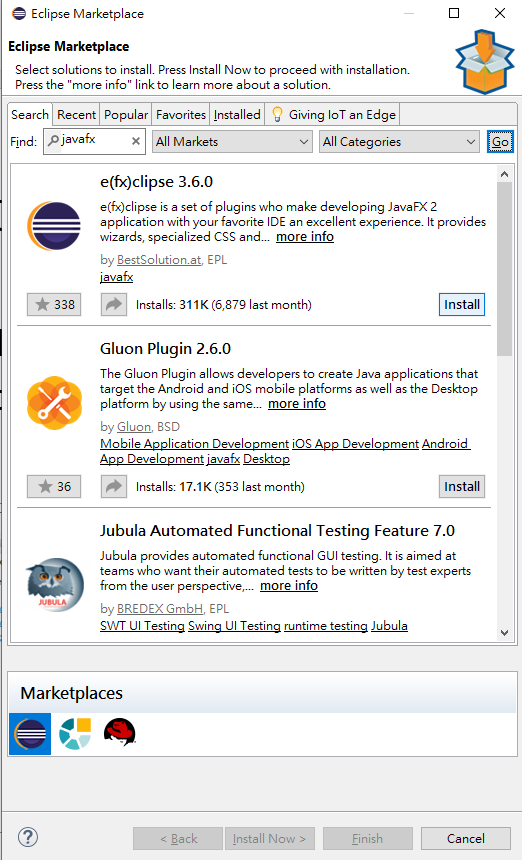 Eclipse Marketplace
Eclipse Marketplace
Select solutions to install. Press Install Now to proceed with installation.
Press the "more info" link to learn more about a solution.
Search Recent Popular Favorites Installed Giving IoT an Edge
Find: javafx All Markets All Categories Go
e(fx)clipse 3.6.0
e(fx)clipse is a set of plugins who make developing JavaFX 2
application with your favorite IDE an excellent experience. It provides
wizards, specialized CSS and... more info
by BestSolution.at, EPL
javafx
338 Installs: 311K (6,879 last month) Install
Gluon Plugin 2.6.0
The Gluon Plugin allows developers to create Java applications that
target the Android and iOS mobile platforms as well as the Desktop
platform by using the same... more info
by Gluon, BSD
Mobile Application Development iOS App Development Android
App Development javafx Desktop
36 Installs: 17.1K (353 last month) Install
Jubula Automated Functional Testing Feature 7.0
Jubula provides automated functional GUI testing. It is aimed at
teams who want their automated tests to be written by test experts
from the user perspective,... more info
JUBULA
by BREDEX GmbH, EPL
SWT UI Testing Swing UI Testing runtime testing Jubula
Marketplaces
? < Back Install Now > Finish Cancel